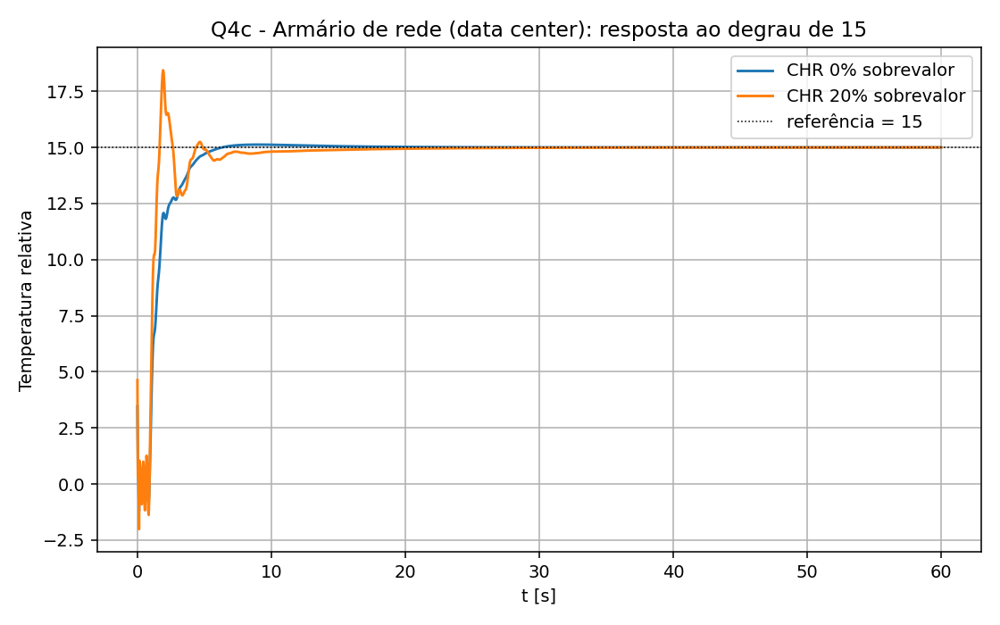 Q4c - Armário de rede (data center): resposta ao degrau de 15
CHR 0% sobrevalor
CHR 20% sobrevalor
referência = 15
Temperatura relativa
17.5
15.0
12.5
10.0
7.5
5.0
2.5
0.0
−2.5
0 10 20 30 40 50 60
t [s]